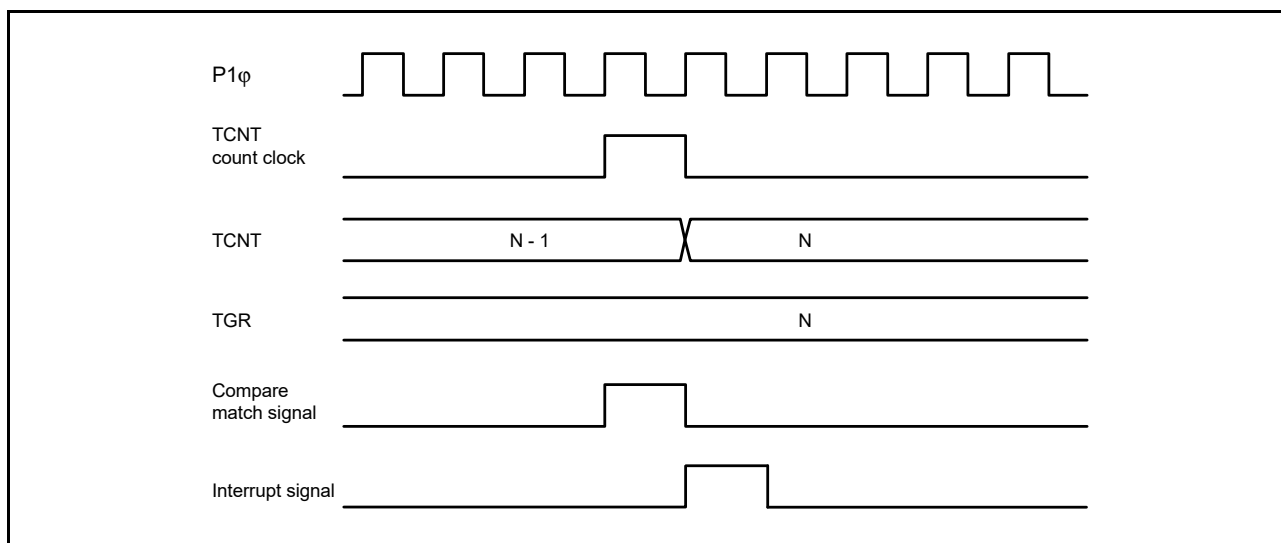 P1φ
TCNT
count clock
TCNT
N - 1
N
TGR
N
Compare
match signal
Interrupt signal